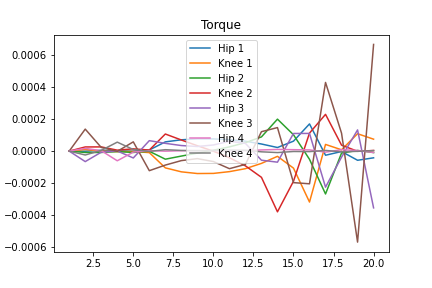 Torque
Hip 1
Knee 1
Hip 2
Knee 2
Hip 3
Knee 3
Hip 4
Knee 4
0.0006
0.0004
0.0002
0.0000
−0.0002
−0.0004
−0.0006
2.5 5.0 7.5 10.0 12.5 15.0 17.5 20.0